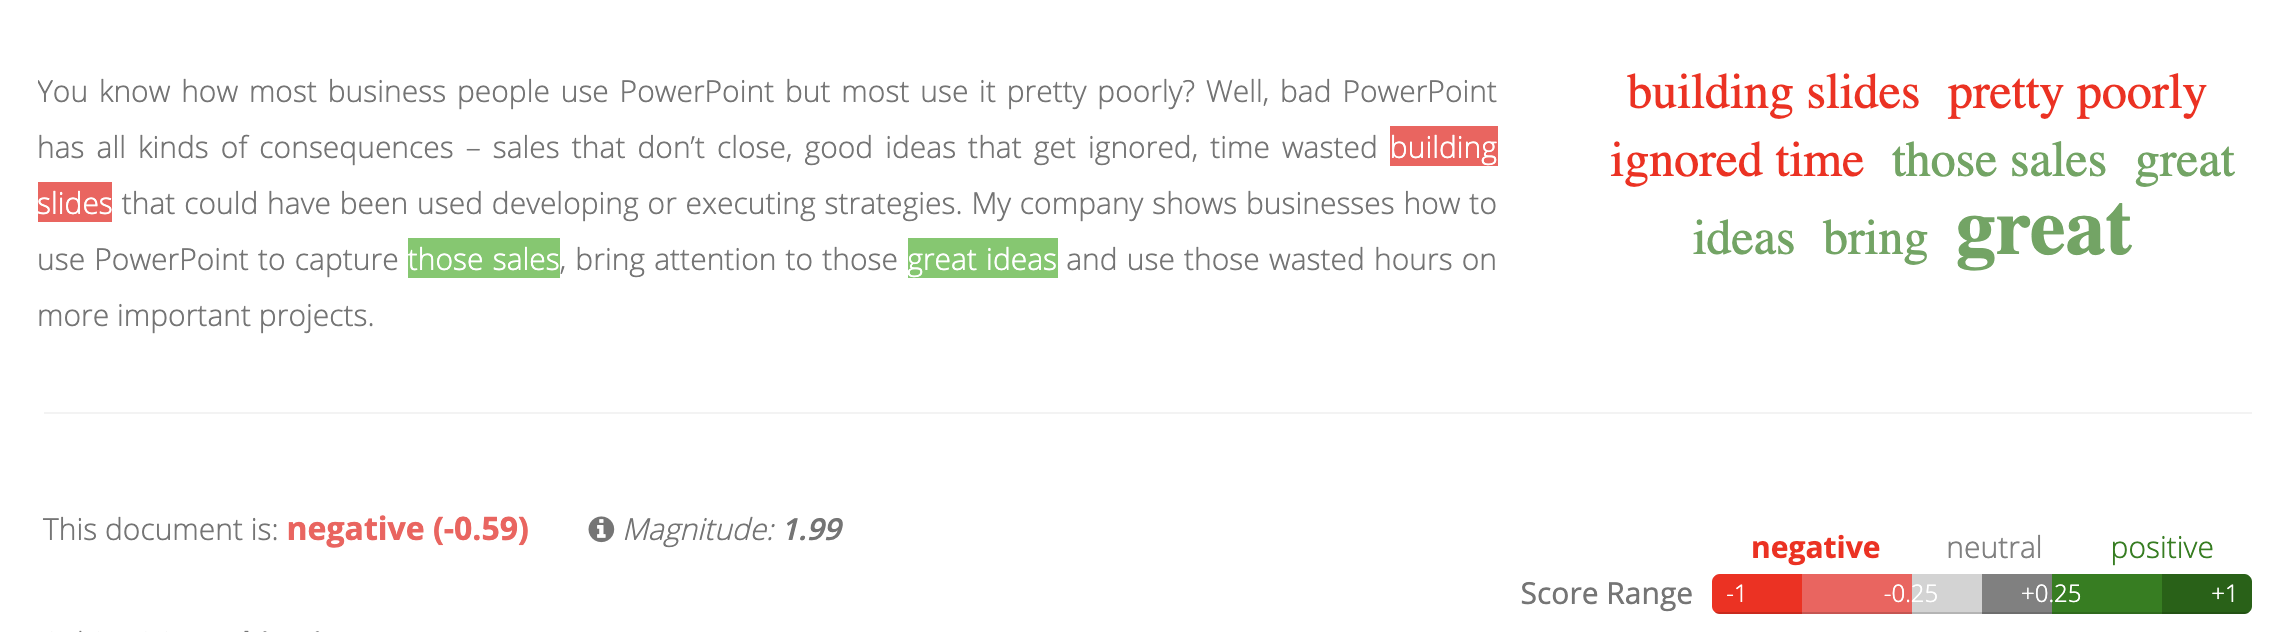 You know how most business people use PowerPoint but most use it pretty poorly? Well, bad PowerPoint
has all kinds of consequences – sales that don’t close, good ideas that get ignored, time wasted building
slides that could have been used developing or executing strategies. My company shows businesses how to
use PowerPoint to capture those sales, bring attention to those great ideas and use those wasted hours on
more important projects.
building slides pretty poorly
ignored time those sales great
ideas bring great
This document is: negative (-0.59) Magnitude: 1.99
negative neutral positive
Score Range -1 -0.25 +0.25 +1